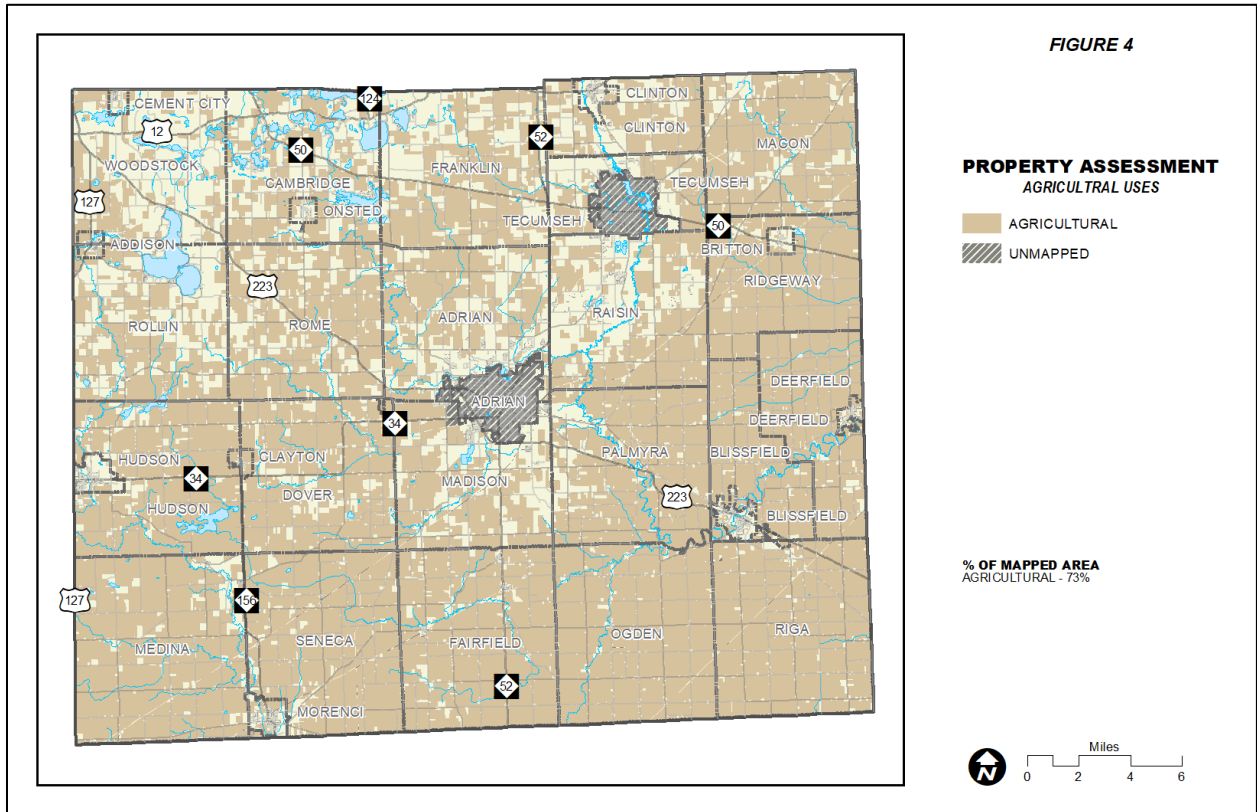 FIGURE 4
PROPERTY ASSESSMENT
AGRICULTRAL USES
AGRICULTURAL
UNMAPPED
% OF MAPPED AREA
AGRICULTURAL - 73%
Miles
0 2 4 6
N
CEMENT CITY
124
CLINTON
12
52
CLINTON
50
MACON
WOODSTOCK
FRANKLIN
CAMBRIDGE
TECUMSEH
127
ONSTED
TECUMSEH
50
ADDISON
BRITTON
223
RIDGEWAY
ROLLIN
ROME
ADRIAN
RAISIN
DEERFIELD
ADRIAN
DEERFIELD
34
HUDSON
CLAYTON
PALMYRA
BLISSFIELD
34
MADISON
DOVER
223
HUDSON
BLISSFIELD
127
156
SENECA
FAIRFIELD
OGDEN
RIGA
MEDINA
52
MORENCI